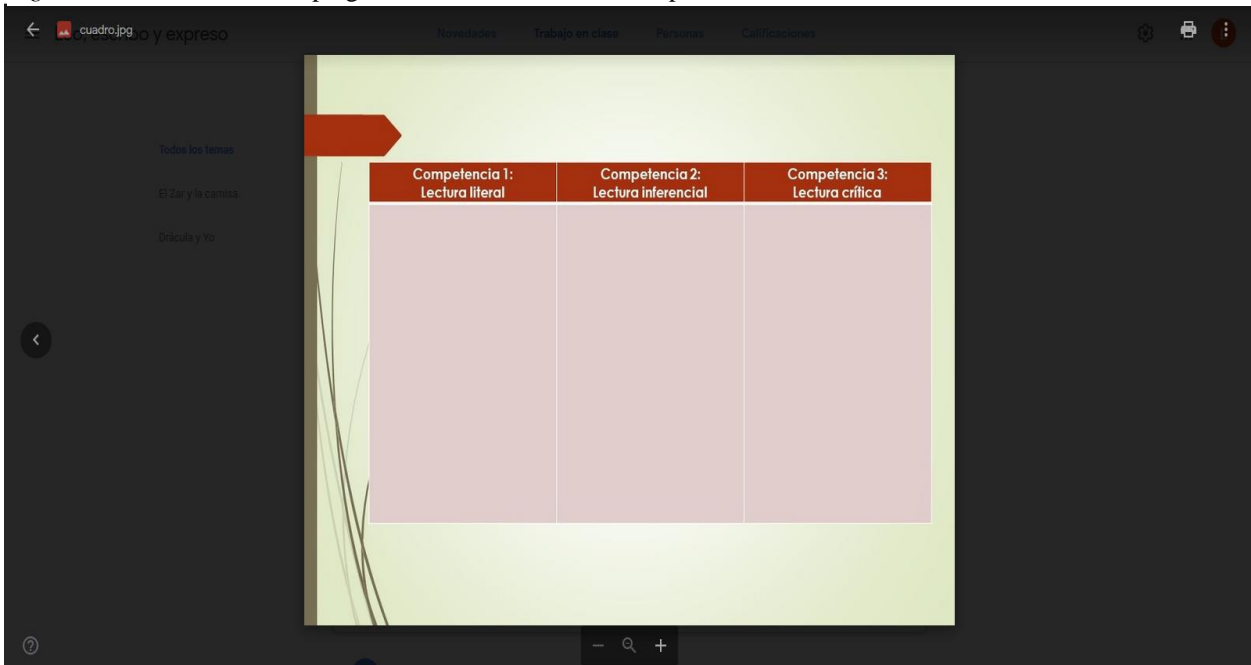 cuadro.jpg
y expreso
Novedades
Trabajo en clase
Personas
Calificaciones
Todos los temas
El Zar y la camisa
Drácula y Yo
Competencia 1:
Lectura literal
Competencia 2:
Lectura inferencial
Competencia 3:
Lectura crítica